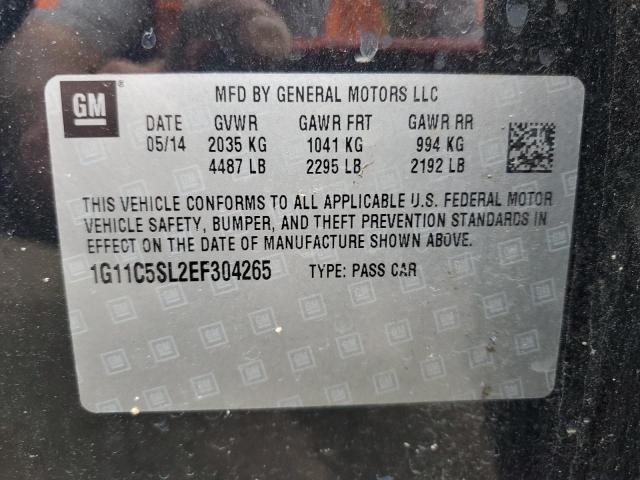 GM ® MFD BY GENERAL MOTORS LLC
DATE GVWR GAWR FRT GAWR RR
05/14 2035 KG 1041 KG 994 KG
4487 LB 2295 LB 2192 LB
THIS VEHICLE CONFORMS TO ALL APPLICABLE U.S. FEDERAL MOTOR
VEHICLE SAFETY, BUMPER, AND THEFT PREVENTION STANDARDS IN
EFFECT ON THE DATE OF MANUFACTURE SHOWN ABOVE.
1G11C5SL2EF304265 TYPE: PASS CAR